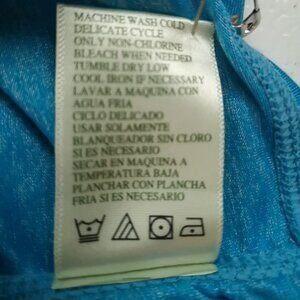 MACHINE WASH COLD
DELICATE CYCLE
ONLY NON-CHLORINE
BLEACH WHEN NEEDED
TUMBLE DRY LOW
COOL IRON IF NECESSARY
LAVAR A MAQUINA CON
AGUA FRIA
CICLO DELICADO
USAR SOLAMENTE
BLANQUEADOR SIN CLORO
SI ES NECESARIO
SECAR EN MAQUINA A
TEMPERATURA BAJA
PLANCHAR CON PLANCHA
FRIA SI ES NECESARIO